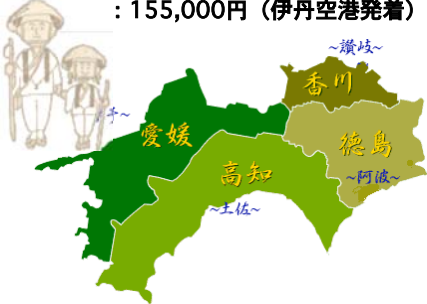 ：155,000円（伊丹空港発着）
~讃岐~
香川
予~
愛媛
徳島
高知
~阿波~
~土佐~